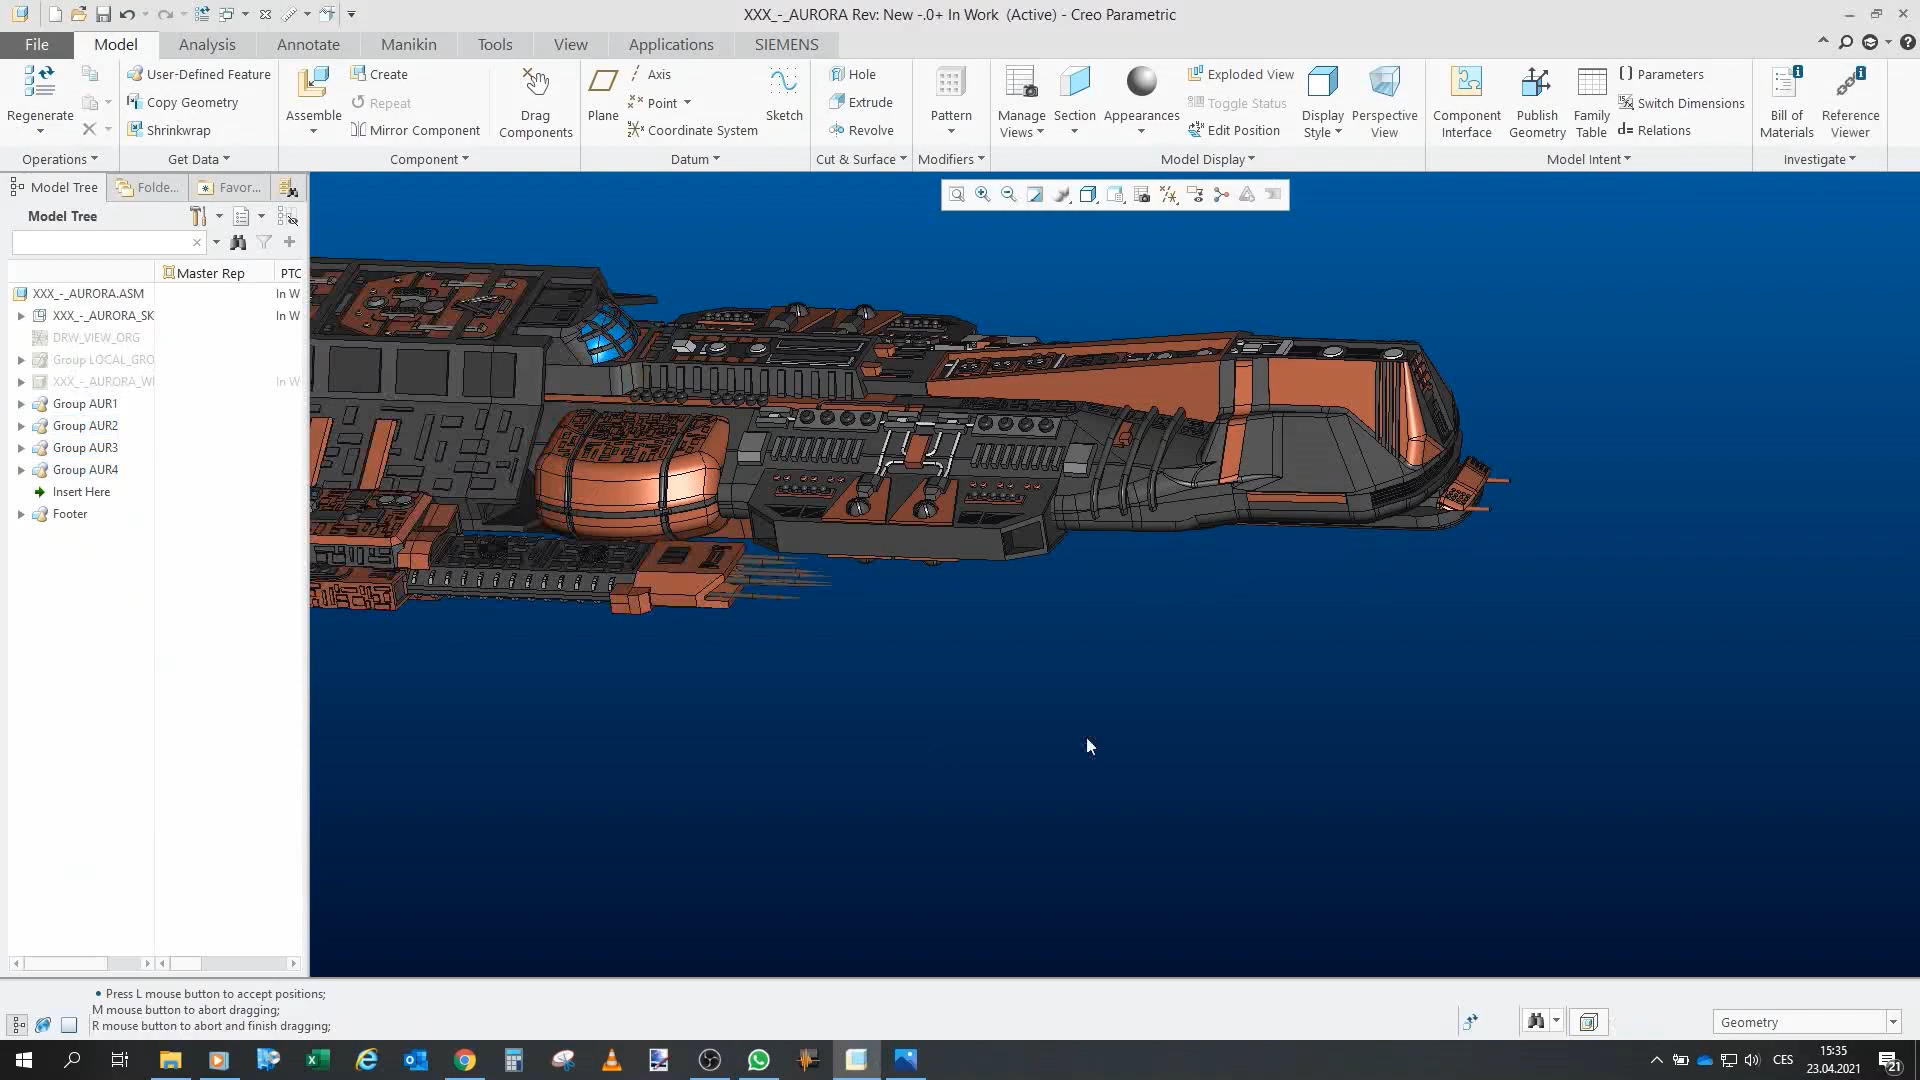 XXX_-_AURORA Rev: New -.0+ In Work (Active) - Creo Parametric
File Model Analysis Annotate Manikin Tools View Applications SIEMENS
Regenerate
User-Defined Feature
Copy Geometry
Shrinkwrap
Assemble
Create
Repeat
Mirror Component
Drag Components
Plane
Axis
Point
Coordinate System
Sketch
Hole
Extrude
Revolve
Pattern
Manage Views
Section
Appearances
Exploded View
Toggle Status
Edit Position
Display Style
Perspective View
Component Interface
Publish Geometry
Family Table
Parameters
Switch Dimensions
d= Relations
Bill of Materials
Reference Viewer
Operations Get Data Component Datum Cut & Surface Modifiers Model Display Model Intent Investigate
Model Tree Folde... Favor...
Model Tree
Master Rep PTC
XXX_-_AURORA.ASM In W
XXX_-_AURORA_SK In W
DRW_VIEW_ORG
Group LOCAL_GRO
XXX_-_AURORA_WI In W
Group AUR1
Group AUR2
Group AUR3
Group AUR4
Insert Here
Footer
• Press L mouse button to accept positions;
M mouse button to abort dragging;
R mouse button to abort and finish dragging;
Geometry
CES
15:35
23.04.2021
21